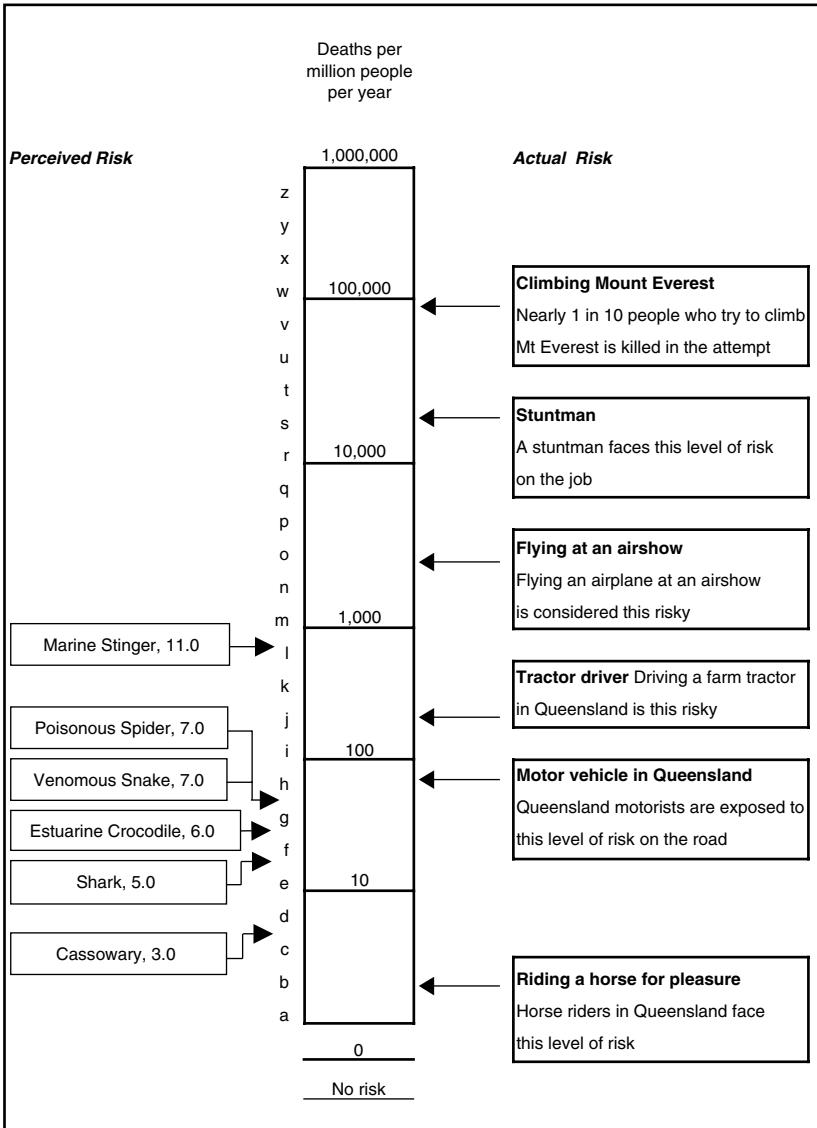 Deaths per
million people
per year
Perceived Risk
1,000,000
Actual Risk
z
y
x
w
100,000
v
u
t
s
r
10,000
q
p
o
n
m
1,000
l
k
j
i
100
h
g
f
e
10
d
c
b
a
0
No risk
Marine Stinger, 11.0
Poisonous Spider, 7.0
Venomous Snake, 7.0
Estuarine Crocodile, 6.0
Shark, 5.0
Cassowary, 3.0
Climbing Mount Everest
Nearly 1 in 10 people who try to climb
Mt Everest is killed in the attempt
Stuntman
A stuntman faces this level of risk
on the job
Flying at an airshow
Flying an airplane at an airshow
is considered this risky
Tractor driver Driving a farm tractor
in Queensland is this risky
Motor vehicle in Queensland
Queensland motorists are exposed to
this level of risk on the road
Riding a horse for pleasure
Horse riders in Queensland face
this level of risk